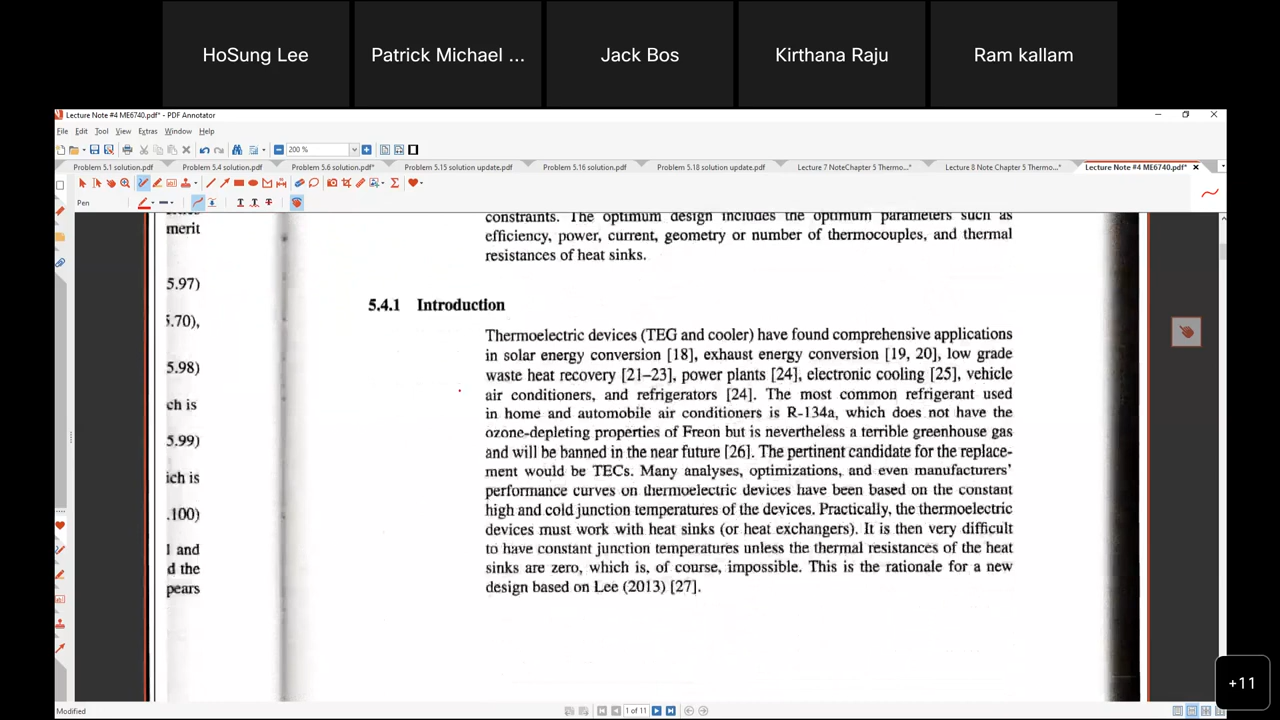 HoSung Lee
Patrick Michael ...
Jack Bos
Kirthana Raju
Ram kallam
Lecture Note #4 ME6740.pdf* - PDF Annotator
File Edit Tool View Extras Window Help
200 %
Problem 5.1 solution.pdf
Problem 5.4 solution.pdf
Problem 5.6 solution.pdf*
Problem 5.15 solution update.pdf
Problem 5.16 solution.pdf
Problem 5.18 solution update.pdf
Lecture 7 NoteChapter 5 Thermo...*
Lecture 8 Note Chapter 5 Thermo...*
Lecture Note #4 ME6740.pdf*
Pen
merit
5.97)
5.70),
5.98)
ch is
5.99)
ich is
.100)
l and
d the
pears
constraints. The optimum design includes the optimum parameters such as
efficiency, power, current, geometry or number of thermocouples, and thermal
resistances of heat sinks.
5.4.1 Introduction
Thermoelectric devices (TEG and cooler) have found comprehensive applications
in solar energy conversion [18], exhaust energy conversion [19, 20], low grade
waste heat recovery [21–23], power plants [24], electronic cooling [25], vehicle
air conditioners, and refrigerators [24]. The most common refrigerant used
in home and automobile air conditioners is R-134a, which does not have the
ozone-depleting properties of Freon but is nevertheless a terrible greenhouse gas
and will be banned in the near future [26]. The pertinent candidate for the replace-
ment would be TECs. Many analyses, optimizations, and even manufacturers'
performance curves on thermoelectric devices have been based on the constant
high and cold junction temperatures of the devices. Practically, the thermoelectric
devices must work with heat sinks (or heat exchangers). It is then very difficult
to have constant junction temperatures unless the thermal resistances of the heat
sinks are zero, which is, of course, impossible. This is the rationale for a new
design based on Lee (2013) [27].
+11
Modified
1 of 11